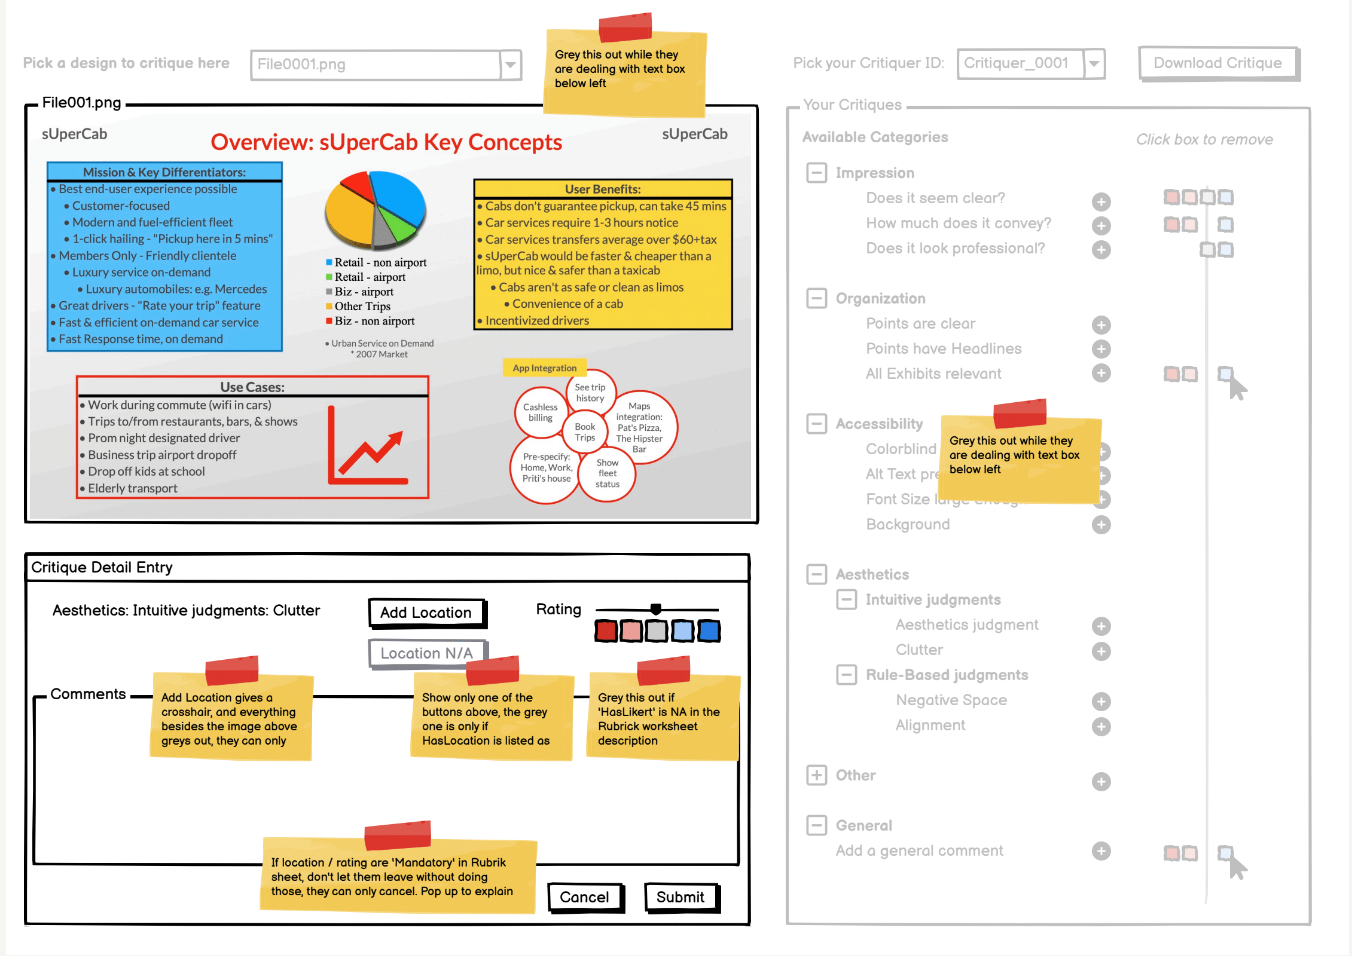 Pick a design to critique here
File0001.png
Grey this out while they
are dealing with text box
below left
Pick your Critiquer ID:
Critiquer_0001
Download Critique
File001.png
sUperCab
Overview: sUperCab Key Concepts
sUperCab
Mission & Key Differentiators:
• Best end-user experience possible
• Customer-focused
• Modern and fuel-efficient fleet
• 1-click hailing - "Pickup here in 5 mins"
• Members Only - Friendly clientele
• Luxury service on-demand
• Luxury automobiles: e.g. Mercedes
• Great drivers - "Rate your trip" feature
• Fast & efficient on-demand car service
• Fast Response time, on demand
Retail - non airport
Retail - airport
Biz - airport
Other Trips
Biz - non airport
• Urban Service on Demand
* 2007 Market
User Benefits:
• Cabs don't guarantee pickup, can take 45 mins
• Car services require 1-3 hours notice
• Car services transfers average over $60+tax
• sUperCab would be faster & cheaper than a
limo, but nice & safer than a taxicab
• Cabs aren't as safe or clean as limos
• Convenience of a cab
• Incentivized drivers
Use Cases:
• Work during commute (wifi in cars)
• Trips to/from restaurants, bars, & shows
• Prom night designated driver
• Business trip airport dropoff
• Drop off kids at school
• Elderly transport
App Integration
See trip
history
Cashless
billing
Maps
integration:
Pat's Pizza,
The Hipster
Bar
Book
Trips
Pre-specify:
Home, Work,
Priti's house
Show
fleet
status
Critique Detail Entry
Aesthetics: Intuitive judgments: Clutter
Add Location
Rating
Location N/A
Comments
Add Location gives a
crosshair, and everything
besides the image above
greys out, they can only
Show only one of the
buttons above, the grey
one is only if
HasLocation is listed as
Grey this out if
'HasLikert' is NA in the
Rubrick worksheet
description
If location / rating are 'Mandatory' in Rubrik
sheet, don't let them leave without doing
those, they can only cancel. Pop up to explain
Cancel
Submit
Your Critiques
Available Categories
Click box to remove
Impression
Does it seem clear?
How much does it convey?
Does it look professional?
Organization
Points are clear
Points have Headlines
All Exhibits relevant
Accessibility
Colorblind
Alt Text pre
Font Size large enough
Background
Grey this out while they
are dealing with text box
below left
Aesthetics
Intuitive judgments
Aesthetics judgment
Clutter
Rule-Based judgments
Negative Space
Alignment
Other
General
Add a general comment